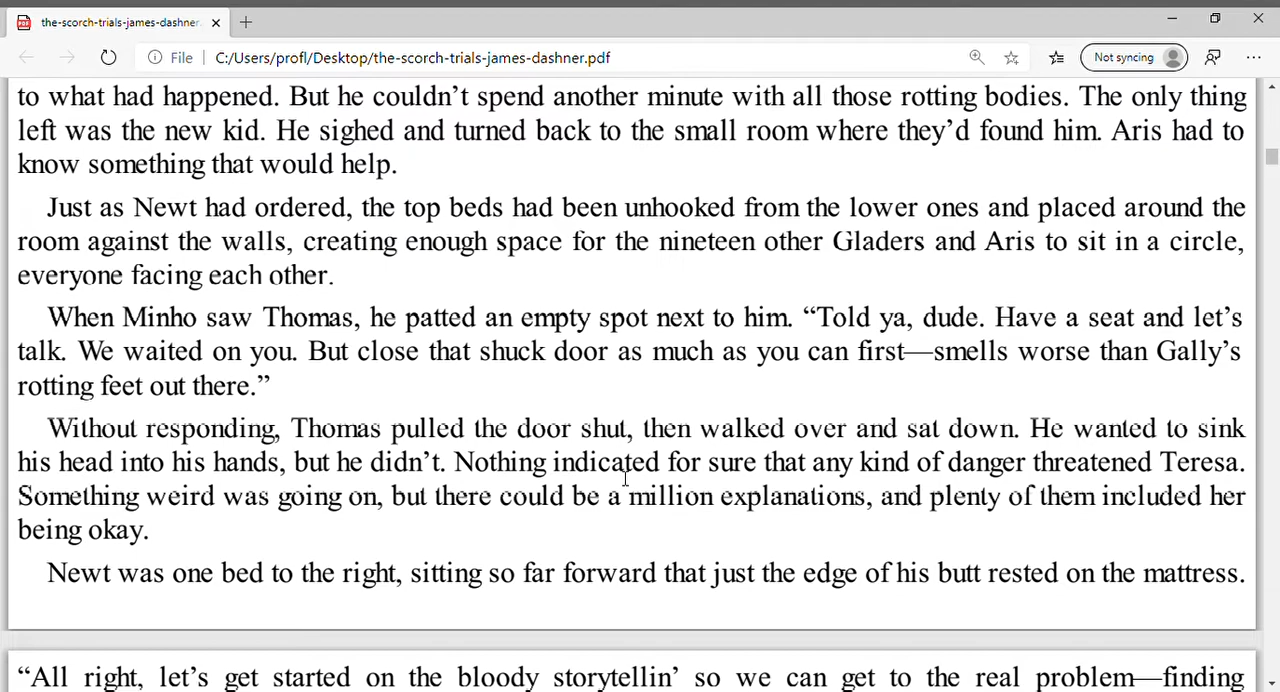 the-scorch-trials-james-dashner.
File | C:/Users/profl/Desktop/the-scorch-trials-james-dashner.pdf
Not syncing
to what had happened. But he couldn’t spend another minute with all those rotting bodies. The only thing
left was the new kid. He sighed and turned back to the small room where they’d found him. Aris had to
know something that would help.
Just as Newt had ordered, the top beds had been unhooked from the lower ones and placed around the
room against the walls, creating enough space for the nineteen other Gladers and Aris to sit in a circle,
everyone facing each other.
When Minho saw Thomas, he patted an empty spot next to him. “Told ya, dude. Have a seat and let’s
talk. We waited on you. But close that shuck door as much as you can first—smells worse than Gally’s
rotting feet out there.”
Without responding, Thomas pulled the door shut, then walked over and sat down. He wanted to sink
his head into his hands, but he didn’t. Nothing indicated for sure that any kind of danger threatened Teresa.
Something weird was going on, but there could be a million explanations, and plenty of them included her
being okay.
Newt was one bed to the right, sitting so far forward that just the edge of his butt rested on the mattress.
“All right, let’s get started on the bloody storytellin’ so we can get to the real problem—finding